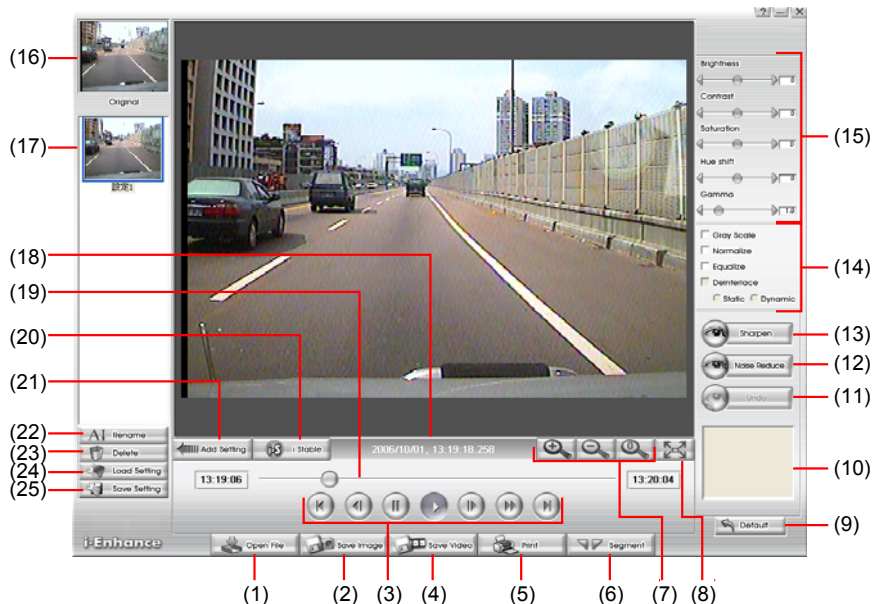 (16)
Original
(17)
設定1
(18)
(19)
(20)
(21)
(22)
Rename
(23)
Delete
(24)
Load Setting
(25)
Save Setting
Add Setting
i Stable
2006/10/01, 13:19:18.258
13:19:06
13:20:04
i-Enhance
Open File
Save Image
Save Video
Print
Segment
(1)
(2)
(3)
(4)
(5)
(6)
(7)
(8)
Brightness
0
Contrast
0
Saturation
0
Hue shift
0
Gamma
1.0
(15)
Gray Scale
Normalize
Equalize
Deinterlace
Static
Dynamic
(14)
Sharpen
(13)
Noise Reduce
(12)
Undo
(11)
(10)
Default
(9)